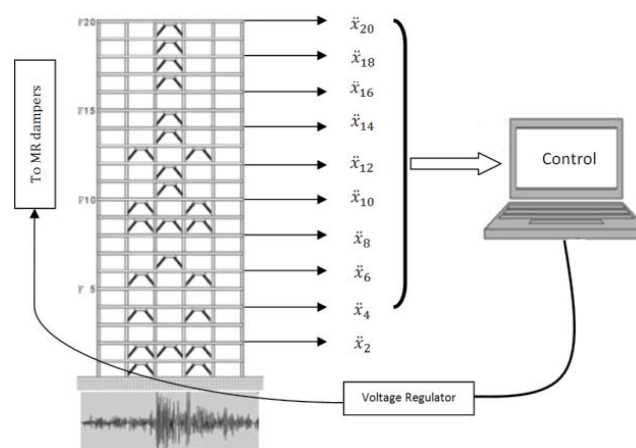 To MR dampers
F20
F15
F10
F 5
ẍ₂₀
ẍ₁₈
ẍ₁₆
ẍ₁₄
ẍ₁₂
ẍ₁₀
ẍ₈
ẍ₆
ẍ₄
ẍ₂
Control
Voltage Regulator